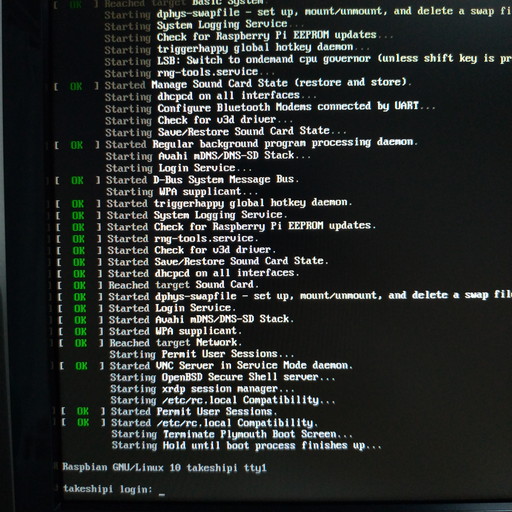 [ OK ] Reached target Basic System.
Starting dphys-swapfile - set up, mount/unmount, and delete a swap fi
Starting System Logging Service...
Starting Check for Raspberry Pi EEPROM updates...
Starting triggerhappy global hotkey daemon...
Starting LSB: Switch to ondemand cpu governor (unless shift key is pr
Starting rng-tools.service...
[ OK ] Started Manage Sound Card State (restore and store).
Starting dhcpcd on all interfaces...
Starting Configure Bluetooth Modems connected by UART...
Starting Check for v3d driver...
Starting Save/Restore Sound Card State...
[ OK ] Started Regular background program processing daemon.
Starting Avahi mDNS/DNS-SD Stack...
Starting Login Service...
[ OK ] Started D-Bus System Message Bus.
Starting WPA supplicant...
[ OK ] Started triggerhappy global hotkey daemon.
[ OK ] Started System Logging Service.
[ OK ] Started Check for Raspberry Pi EEPROM updates.
[ OK ] Started rng-tools.service.
[ OK ] Started Check for v3d driver.
[ OK ] Started Save/Restore Sound Card State.
[ OK ] Started dhcpcd on all interfaces.
[ OK ] Reached target Sound Card.
[ OK ] Started dphys-swapfile - set up, mount/unmount, and delete a swap fil
[ OK ] Started Login Service.
[ OK ] Started Avahi mDNS/DNS-SD Stack.
[ OK ] Started WPA supplicant.
[ OK ] Reached target Network.
Starting Permit User Sessions...
[ OK ] Started VNC Server in Service Mode daemon.
Starting OpenBSD Secure Shell server...
Starting xrdp session manager...
Starting /etc/rc.local Compatibility...
[ OK ] Started Permit User Sessions.
[ OK ] Started /etc/rc.local Compatibility.
Starting Terminate Plymouth Boot Screen...
Starting Hold until boot process finishes up...
Raspbian GNU/Linux 10 takeshipi tty1
takeshipi login: _